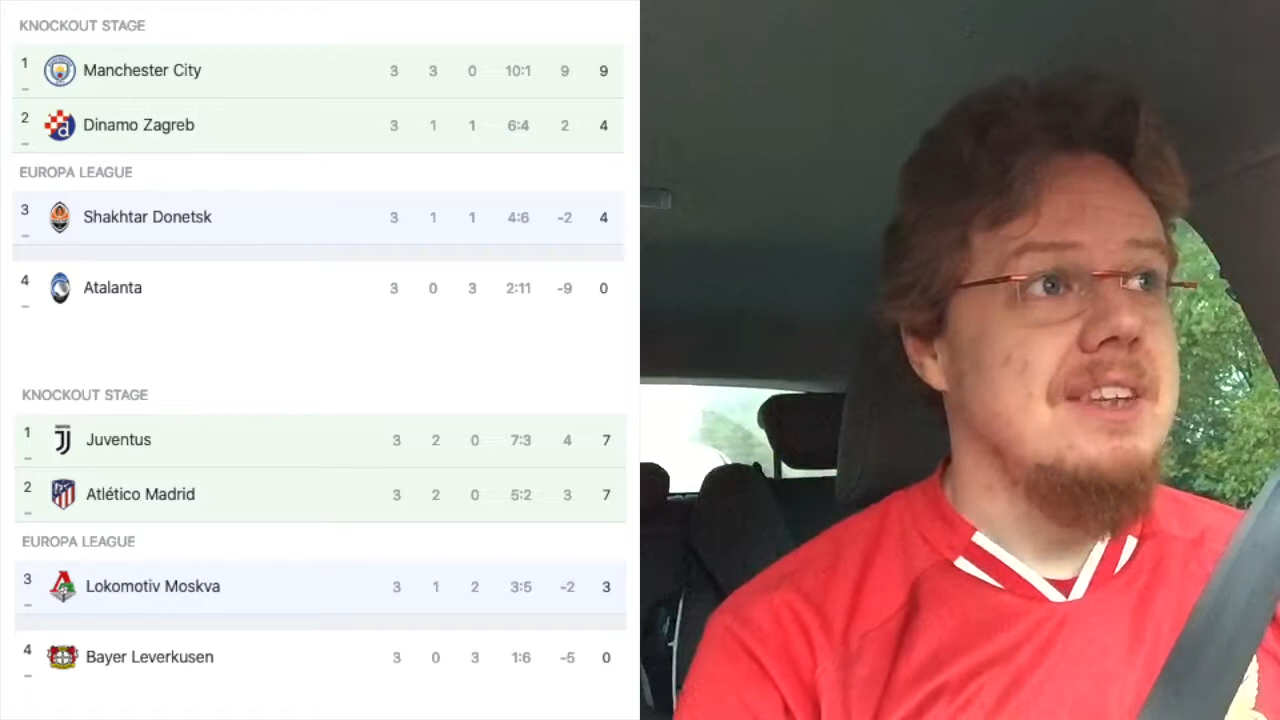 KNOCKOUT STAGE
1 Manchester City 3 3 0 10:1 9 9
2 Dinamo Zagreb 3 1 1 6:4 2 4
EUROPA LEAGUE
3 Shakhtar Donetsk 3 1 1 4:6 -2 4
4 Atalanta 3 0 3 2:11 -9 0
KNOCKOUT STAGE
1 Juventus 3 2 0 7:3 4 7
2 Atlético Madrid 3 2 0 5:2 3 7
EUROPA LEAGUE
3 Lokomotiv Moskva 3 1 2 3:5 -2 3
4 Bayer Leverkusen 3 0 3 1:6 -5 0